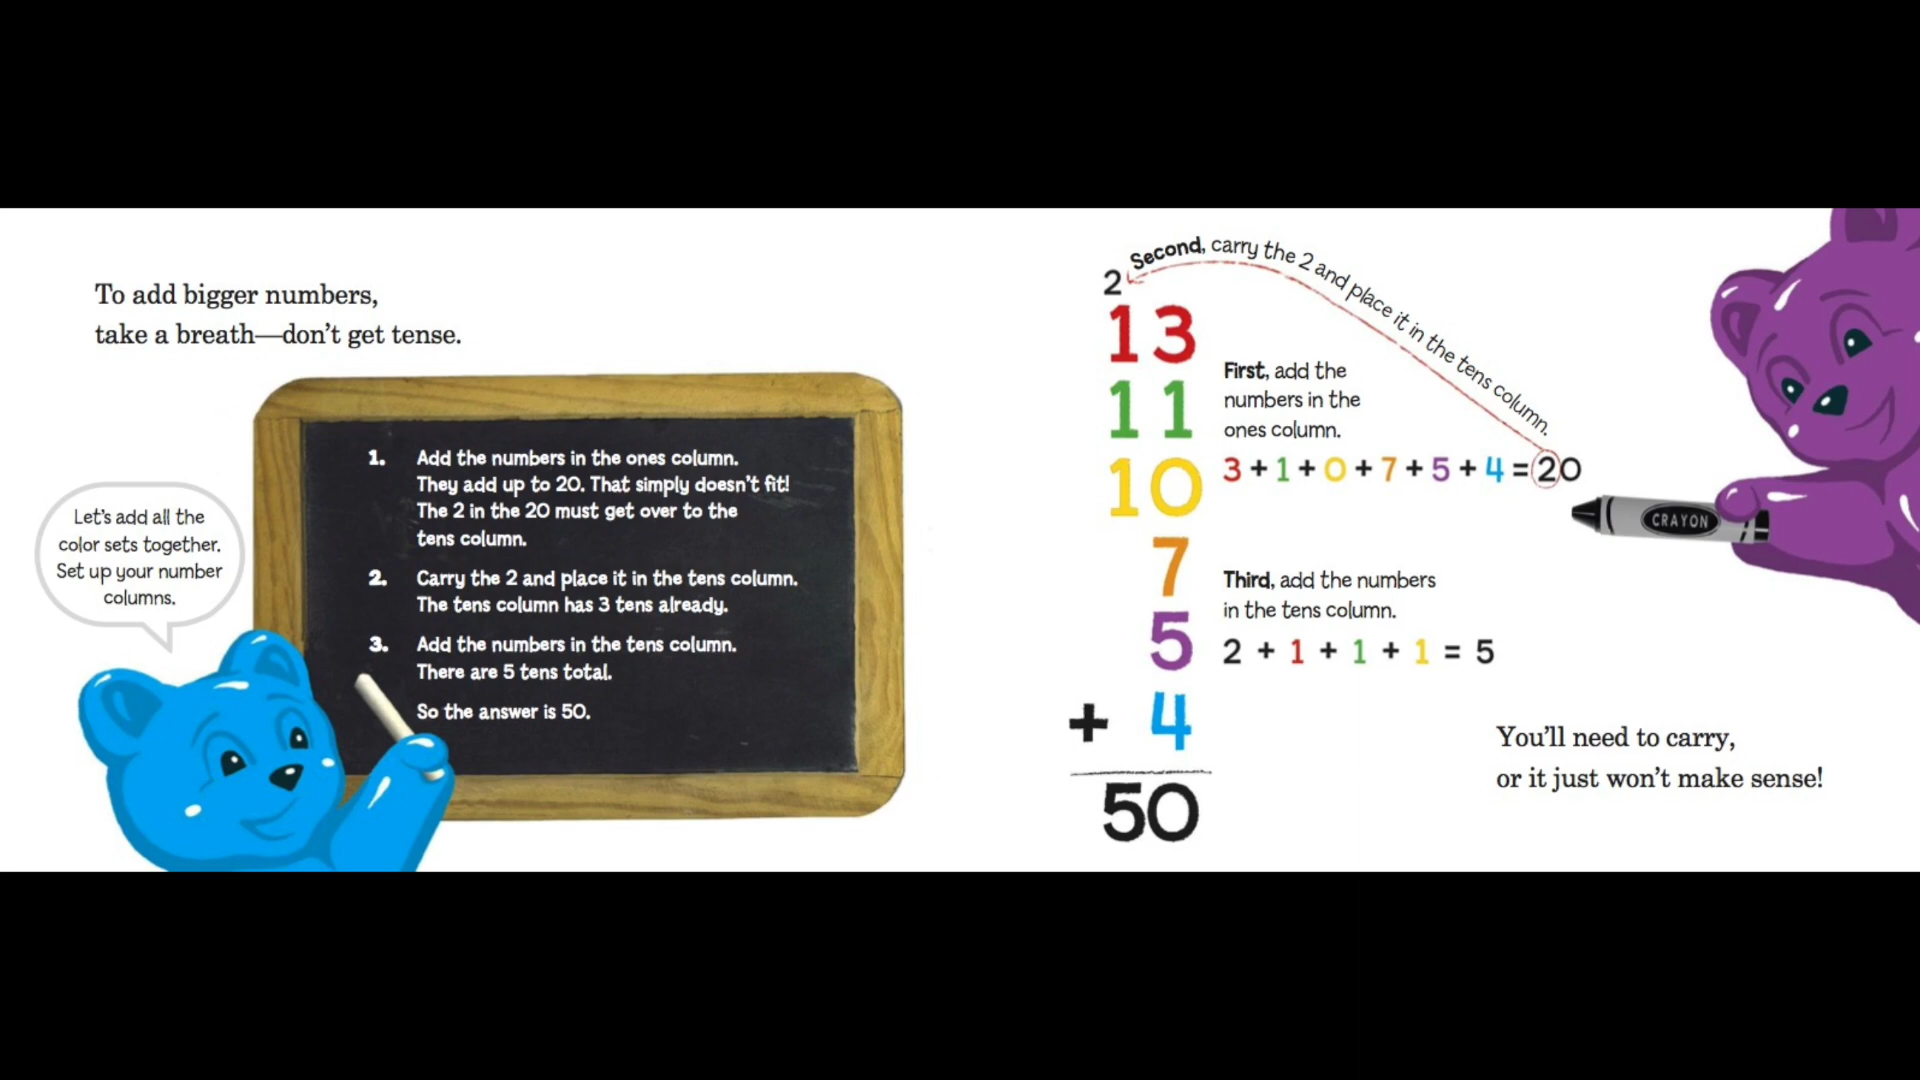 To add bigger numbers,
take a breath—don't get tense.
Let's add all the
color sets together.
Set up your number
columns.
1. Add the numbers in the ones column.
They add up to 20. That simply doesn't fit!
The 2 in the 20 must get over to the
tens column.
2. Carry the 2 and place it in the tens column.
The tens column has 3 tens already.
3. Add the numbers in the tens column.
There are 5 tens total.
So the answer is 50.
Second, carry the 2 and place it in the tens column.
2
13
11
10
7
5
+ 4
50
First, add the
numbers in the
ones column.
3 + 1 + 0 + 7 + 5 + 4 = 20
CRAYON
Third, add the numbers
in the tens column.
2 + 1 + 1 + 1 = 5
You'll need to carry,
or it just won't make sense!